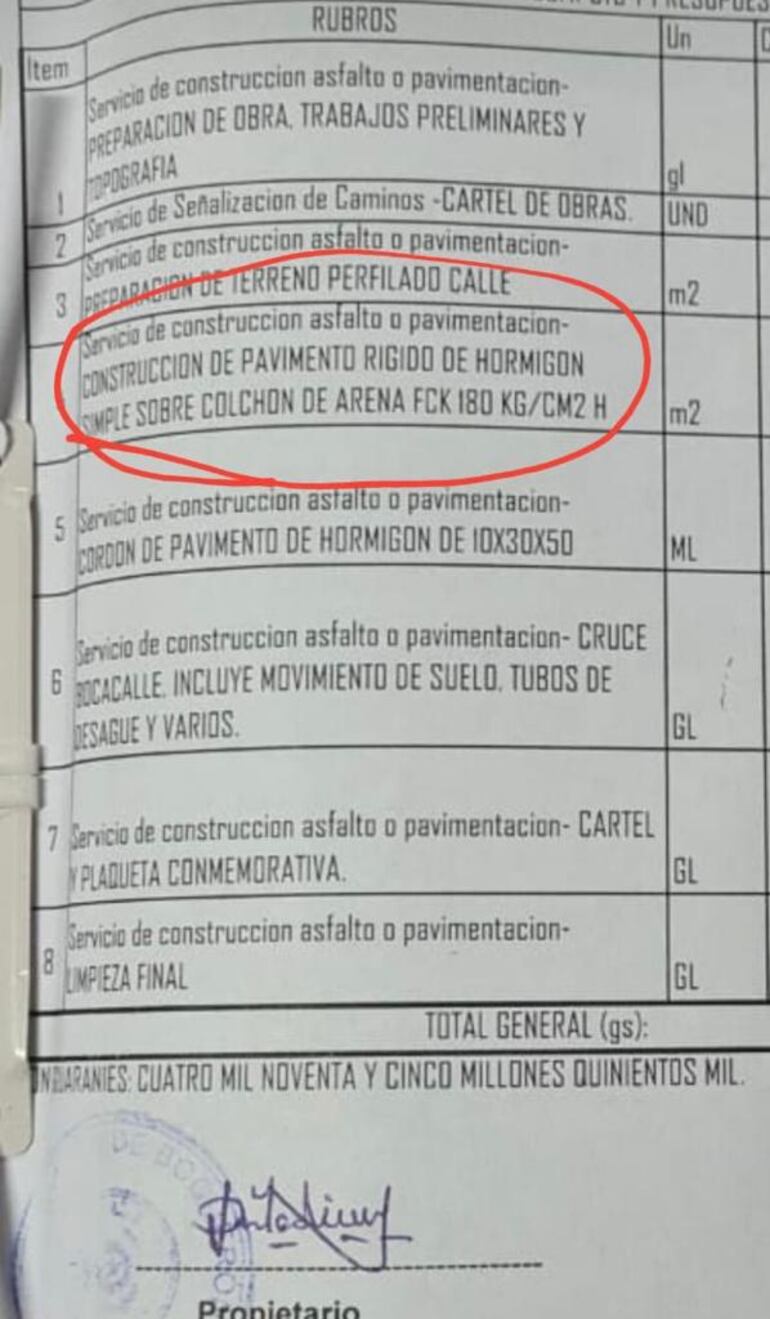 RUBROS
Un
Item
Servicio de construccion asfalto o pavimentacion-
PREPARACION DE OBRA, TRABAJOS PRELIMINARES Y
TOPOGRAFIA
1
gl
Servicio de Señalizacion de Caminos -CARTEL DE OBRAS.
2
UND
Servicio de construccion asfalto o pavimentacion-
PREPARACION DE TERRENO PERFILADO CALLE
3
m2
Servicio de construccion asfalto o pavimentacion-
CONSTRUCCION DE PAVIMENTO RIGIDO DE HORMIGON
SIMPLE SOBRE COLCHON DE ARENA FCK 180 KG/CM2 H
m2
5 Servicio de construccion asfalto o pavimentacion-
CORDON DE PAVIMENTO DE HORMIGON DE 10X30X50
ML
Servicio de construccion asfalto o pavimentacion- CRUCE
6 BOCACALLE, INCLUYE MOVIMIENTO DE SUELO, TUBOS DE
DESAGUE Y VARIOS.
GL
7 Servicio de construccion asfalto o pavimentacion- CARTEL
Y PLAQUETA CONMEMORATIVA.
GL
Servicio de construccion asfalto o pavimentacion-
8 LIMPIEZA FINAL
GL
TOTAL GENERAL (gs):
CUATRO MIL NOVENTA Y CINCO MILLONES QUINIENTOS MIL.
Propietario